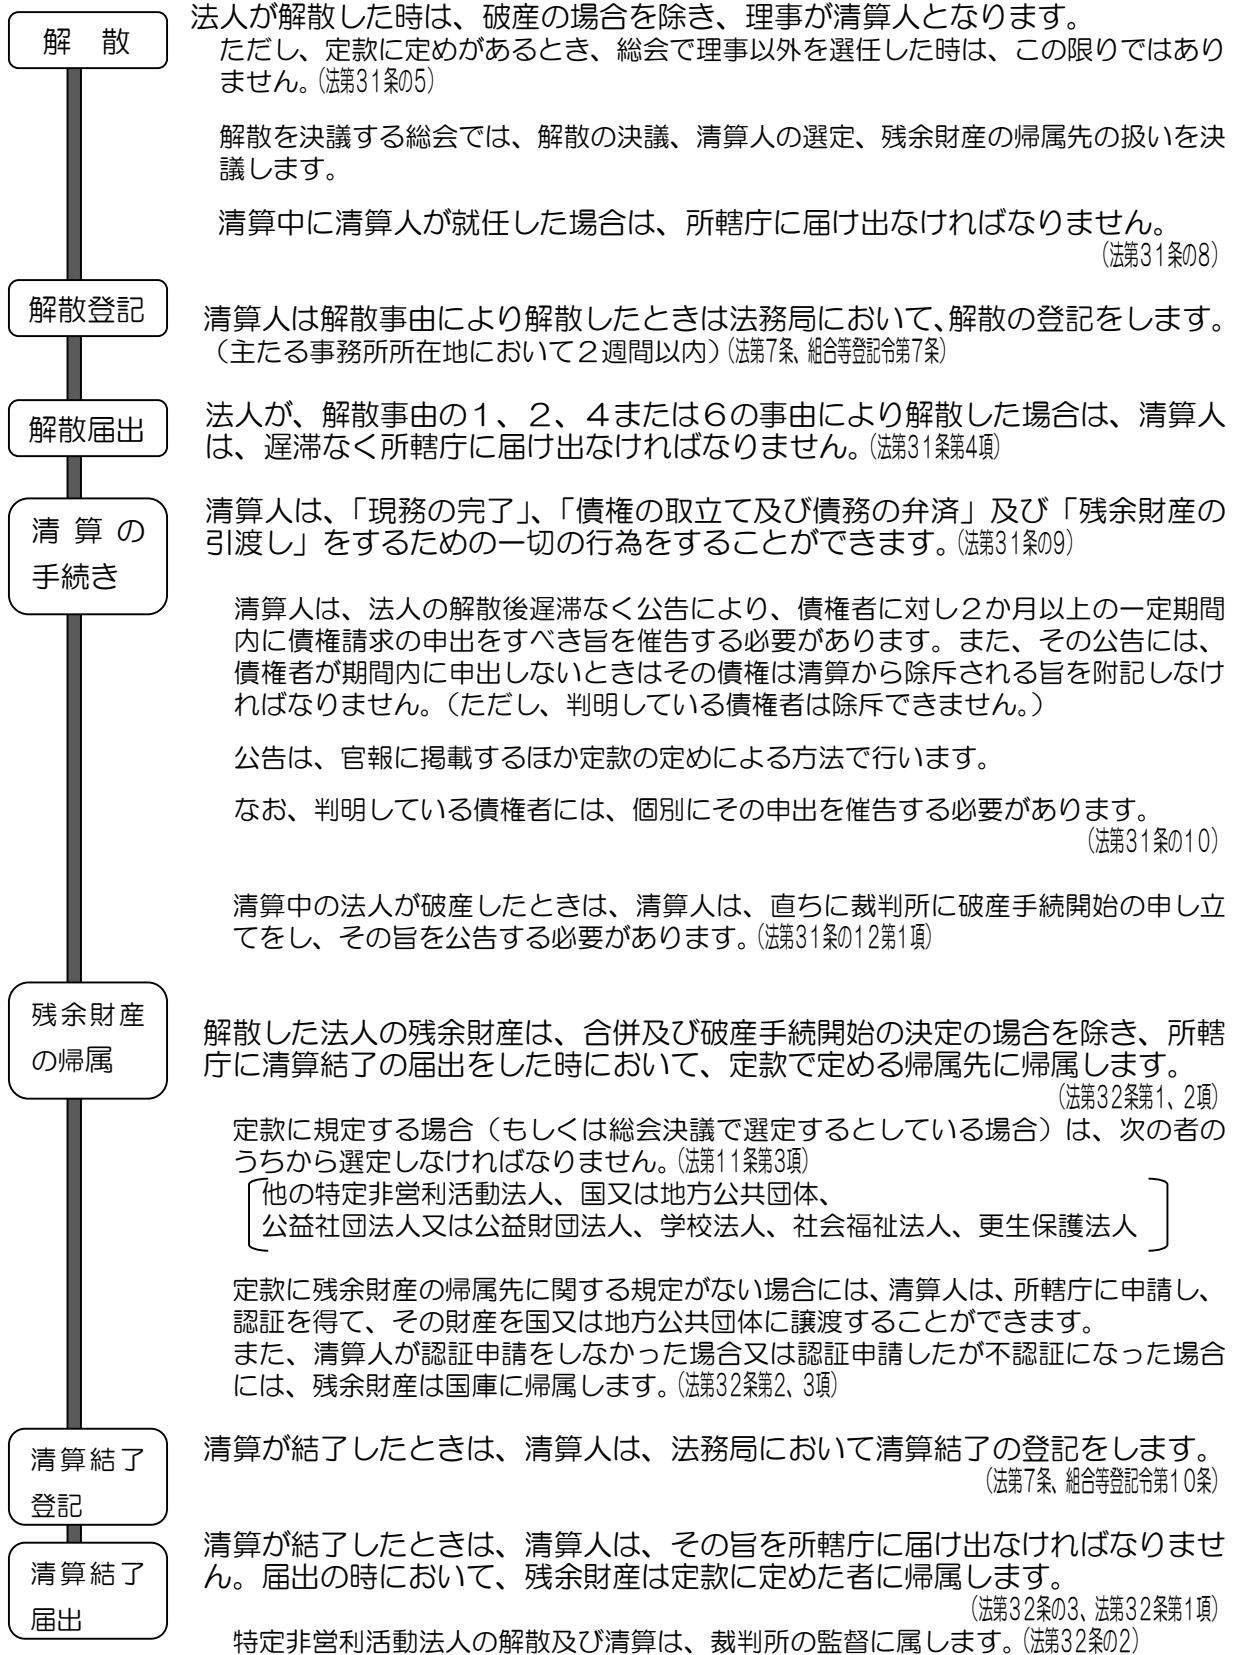 解　散
法人が解散した時は、破産の場合を除き、理事が清算人となります。
ただし、定款に定めがあるとき、総会で理事以外を選任した時は、この限りではあり
ません。(法第31条の5)
解散を決議する総会では、解散の決議、清算人の選定、残余財産の帰属先の扱いを決
議します。
清算中に清算人が就任した場合は、所轄庁に届け出なければなりません。
(法第31条の8)
解散登記
清算人は解散事由により解散したときは法務局において、解散の登記をします。
（主たる事務所所在地において２週間以内）(法第7条、組合等登記令第7条)
解散届出
法人が、解散事由の１、２、４または６の事由により解散した場合は、清算人
は、遅滞なく所轄庁に届け出なければなりません。(法第31条第4項)
清 算 の
手続き
清算人は、「現務の完了」、「債権の取立て及び債務の弁済」及び「残余財産の
引渡し」をするための一切の行為をすることができます。(法第31条の9)
清算人は、法人の解散後遅滞なく公告により、債権者に対し２か月以上の一定期間
内に債権請求の申出をすべき旨を催告する必要があります。また、その公告には、
債権者が期間内に申出しないときはその債権は清算から除斥される旨を附記しなけ
ればなりません。（ただし、判明している債権者は除斥できません。）
公告は、官報に掲載するほか定款の定めによる方法で行います。
なお、判明している債権者には、個別にその申出を催告する必要があります。
(法第31条の10)
清算中の法人が破産したときは、清算人は、直ちに裁判所に破産手続開始の申し立
てをし、その旨を公告する必要があります。(法第31条の12第1項)
残余財産
の帰属
解散した法人の残余財産は、合併及び破産手続開始の決定の場合を除き、所轄
庁に清算結了の届出をした時において、定款で定める帰属先に帰属します。
(法第32条第1、2項)
定款に規定する場合（もしくは総会決議で選定するとしている場合）は、次の者の
うちから選定しなければなりません。(法第11条第3項)
他の特定非営利活動法人、国又は地方公共団体、
公益社団法人又は公益財団法人、学校法人、社会福祉法人、更生保護法人
定款に残余財産の帰属先に関する規定がない場合には、清算人は、所轄庁に申請し、
認証を得て、その財産を国又は地方公共団体に譲渡することができます。
また、清算人が認証申請をしなかった場合又は認証申請したが不認証になった場合
には、残余財産は国庫に帰属します。(法第32条第2、3項)
清算結了
登記
清算が結了したときは、清算人は、法務局において清算結了の登記をします。
(法第7条、組合等登記令第10条)
清算結了
届出
清算が結了したときは、清算人は、その旨を所轄庁に届け出なければなりませ
ん。届出の時において、残余財産は定款に定めた者に帰属します。
(法第32条の3、法第32条第1項)
特定非営利活動法人の解散及び清算は、裁判所の監督に属します。(法第32条の2)